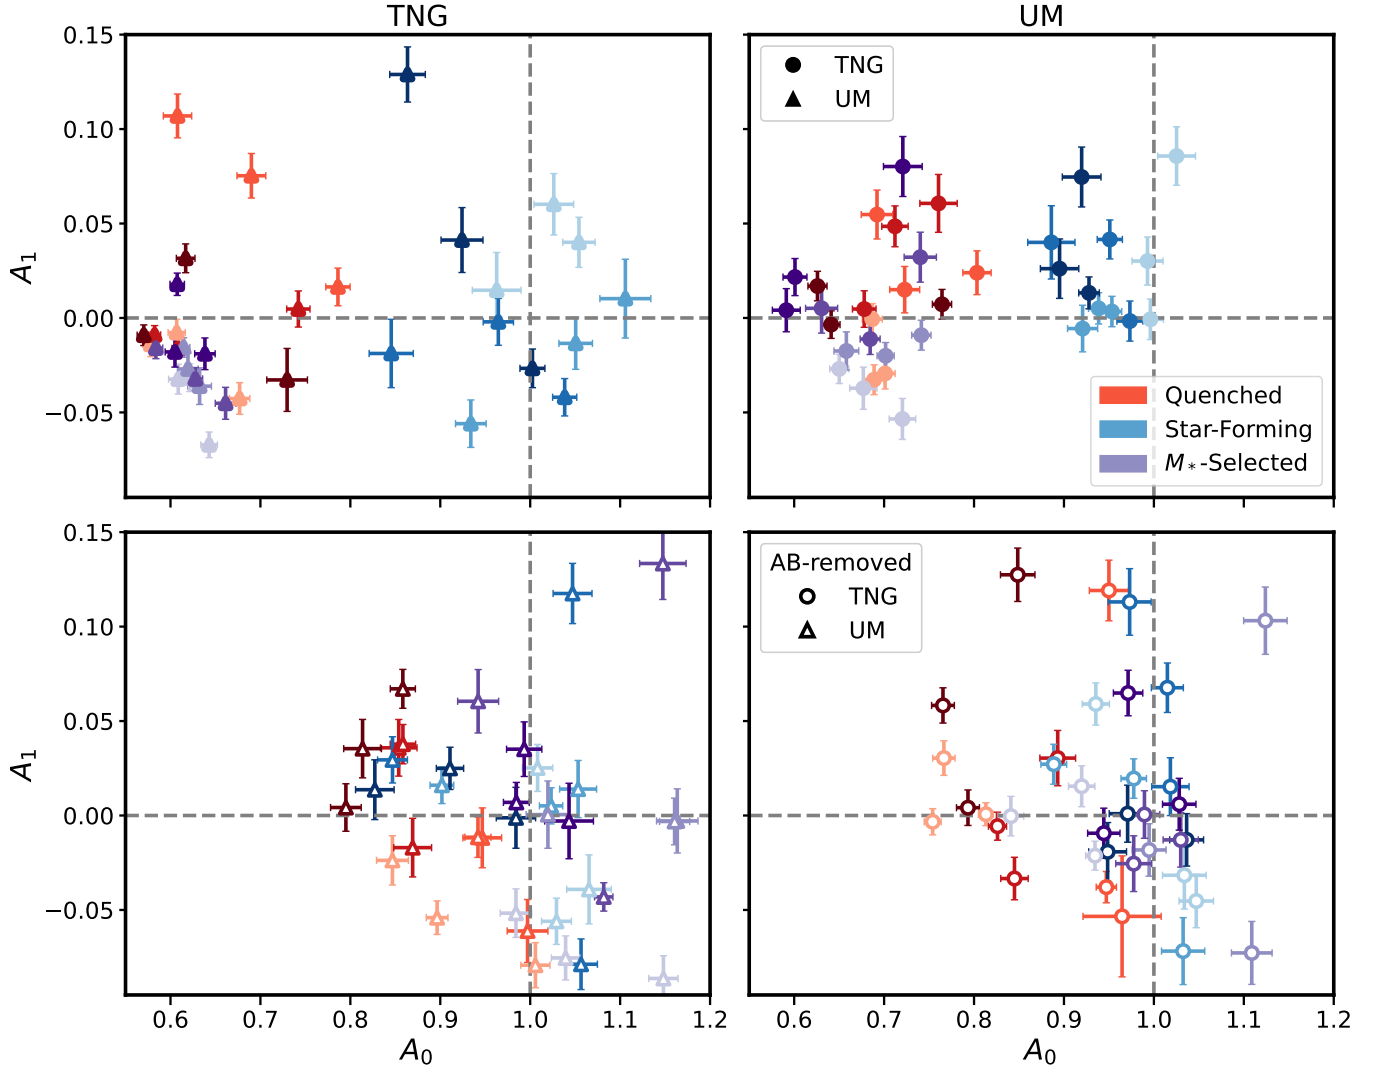 TNG
UM
0.15
0.10
0.05
0.00
−0.05
A₁
TNG
UM
Quenched
Star-Forming
M*-Selected
0.15
0.10
0.05
0.00
−0.05
A₁
AB-removed
TNG
UM
0.6 0.7 0.8 0.9 1.0 1.1 1.2
A₀
0.6 0.7 0.8 0.9 1.0 1.1 1.2
A₀